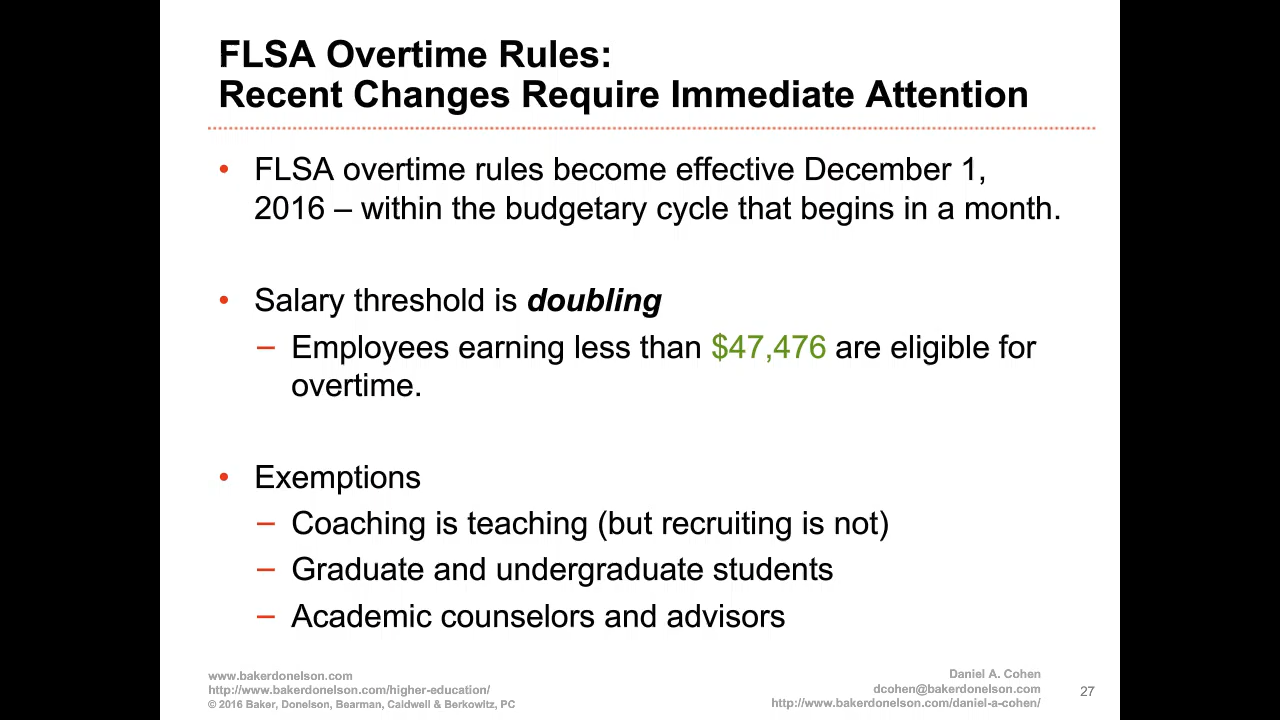 FLSA Overtime Rules:
Recent Changes Require Immediate Attention
• FLSA overtime rules become effective December 1,
2016 – within the budgetary cycle that begins in a month.
• Salary threshold is doubling
– Employees earning less than $47,476 are eligible for
overtime.
• Exemptions
– Coaching is teaching (but recruiting is not)
– Graduate and undergraduate students
– Academic counselors and advisors
www.bakerdonelson.com
http://www.bakerdonelson.com/higher-education/
© 2016 Baker, Donelson, Bearman, Caldwell & Berkowitz, PC
Daniel A. Cohen
dcohen@bakerdonelson.com
http://www.bakerdonelson.com/daniel-a-cohen/
27